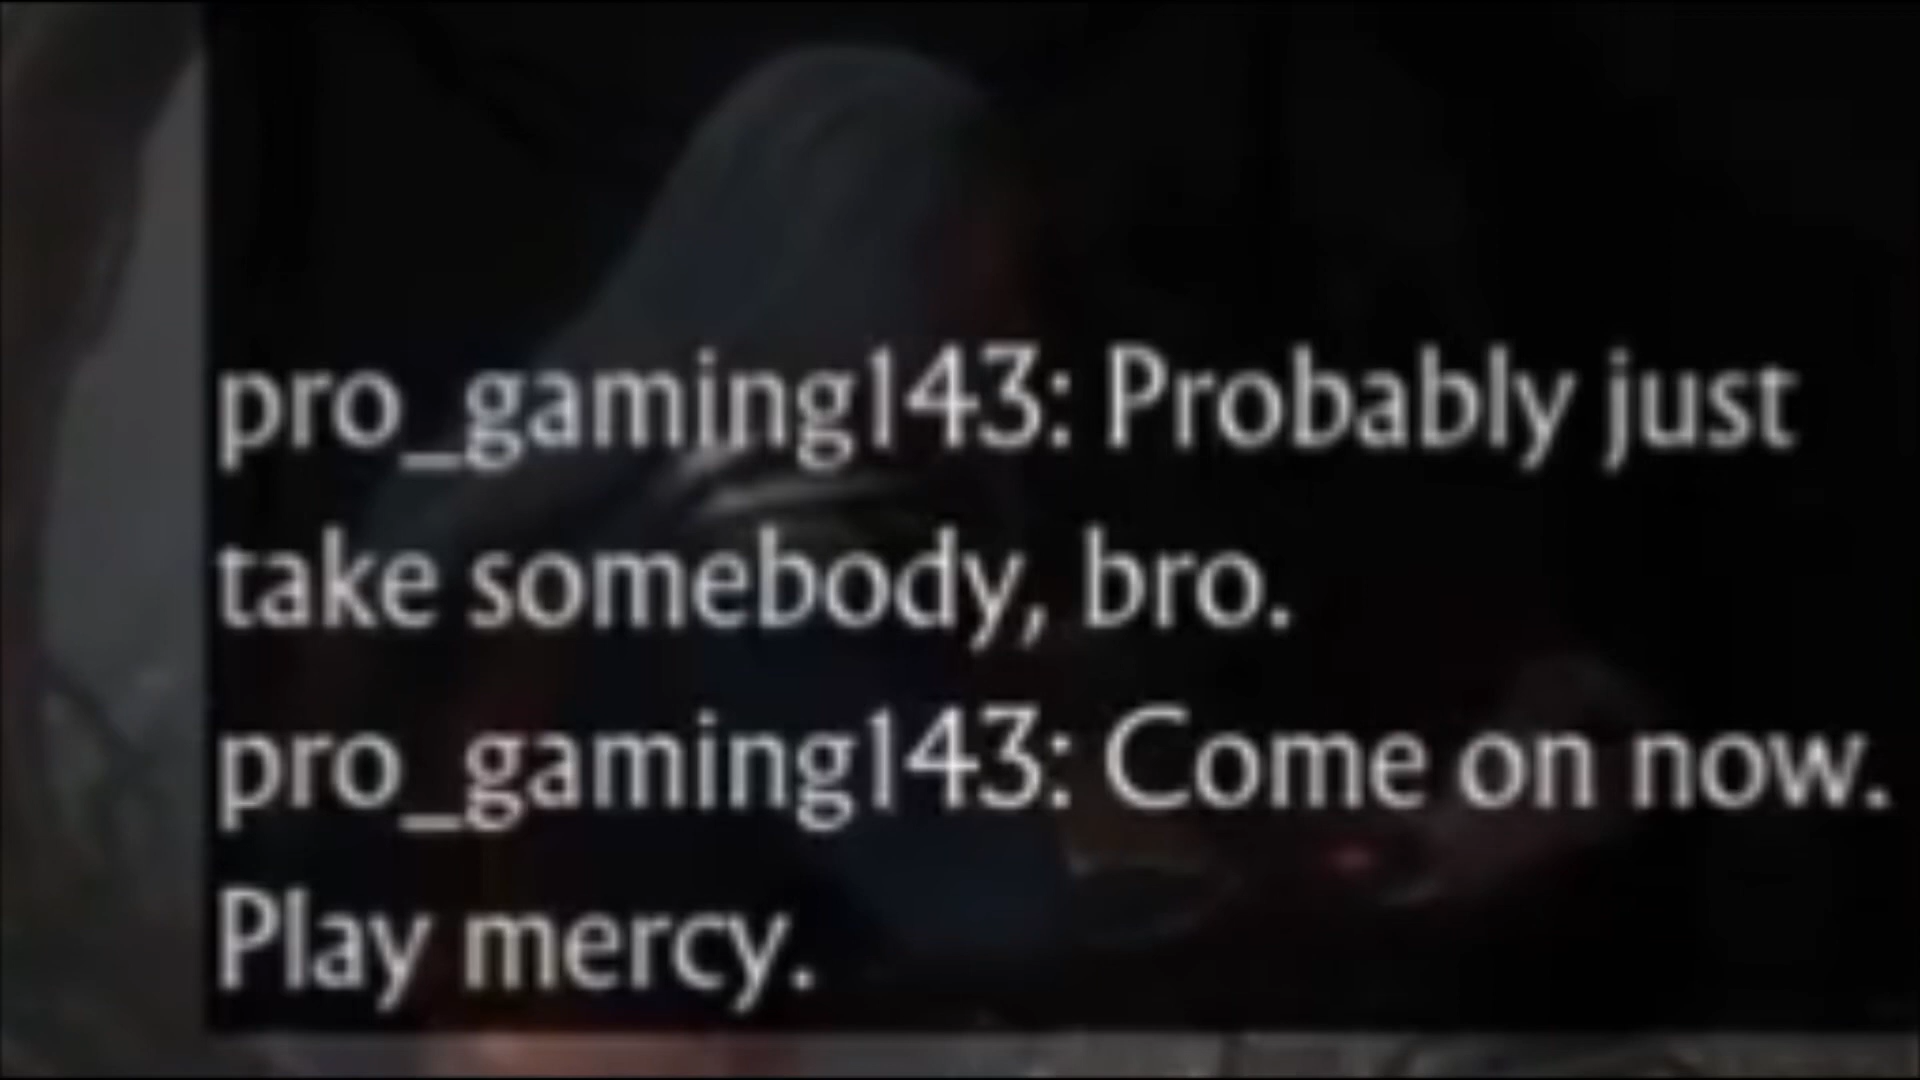 pro_gaming143: Probably just
take somebody, bro.
pro_gaming143: Come on now.
Play mercy.